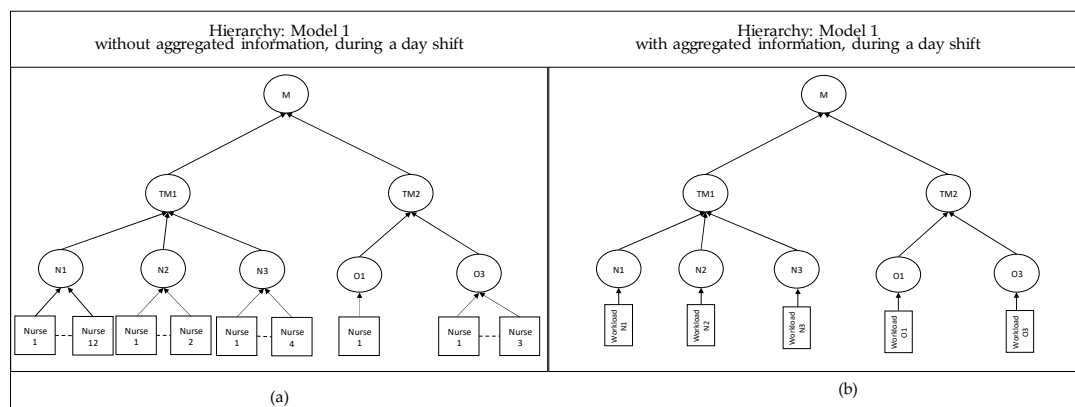 Hierarchy: Model 1
without aggregated information, during a day shift
Hierarchy: Model 1
with aggregated information, during a day shift
M
TM1
TM2
N1
N2
N3
O1
O3
Nurse
1
Nurse
12
Nurse
1
Nurse
2
Nurse
1
Nurse
4
Nurse
1
Nurse
1
Nurse
3
(a)
M
TM1
TM2
N1
N2
N3
O1
O3
Workload
N1
Workload
N2
Workload
N3
Workload
O1
Workload
O3
(b)